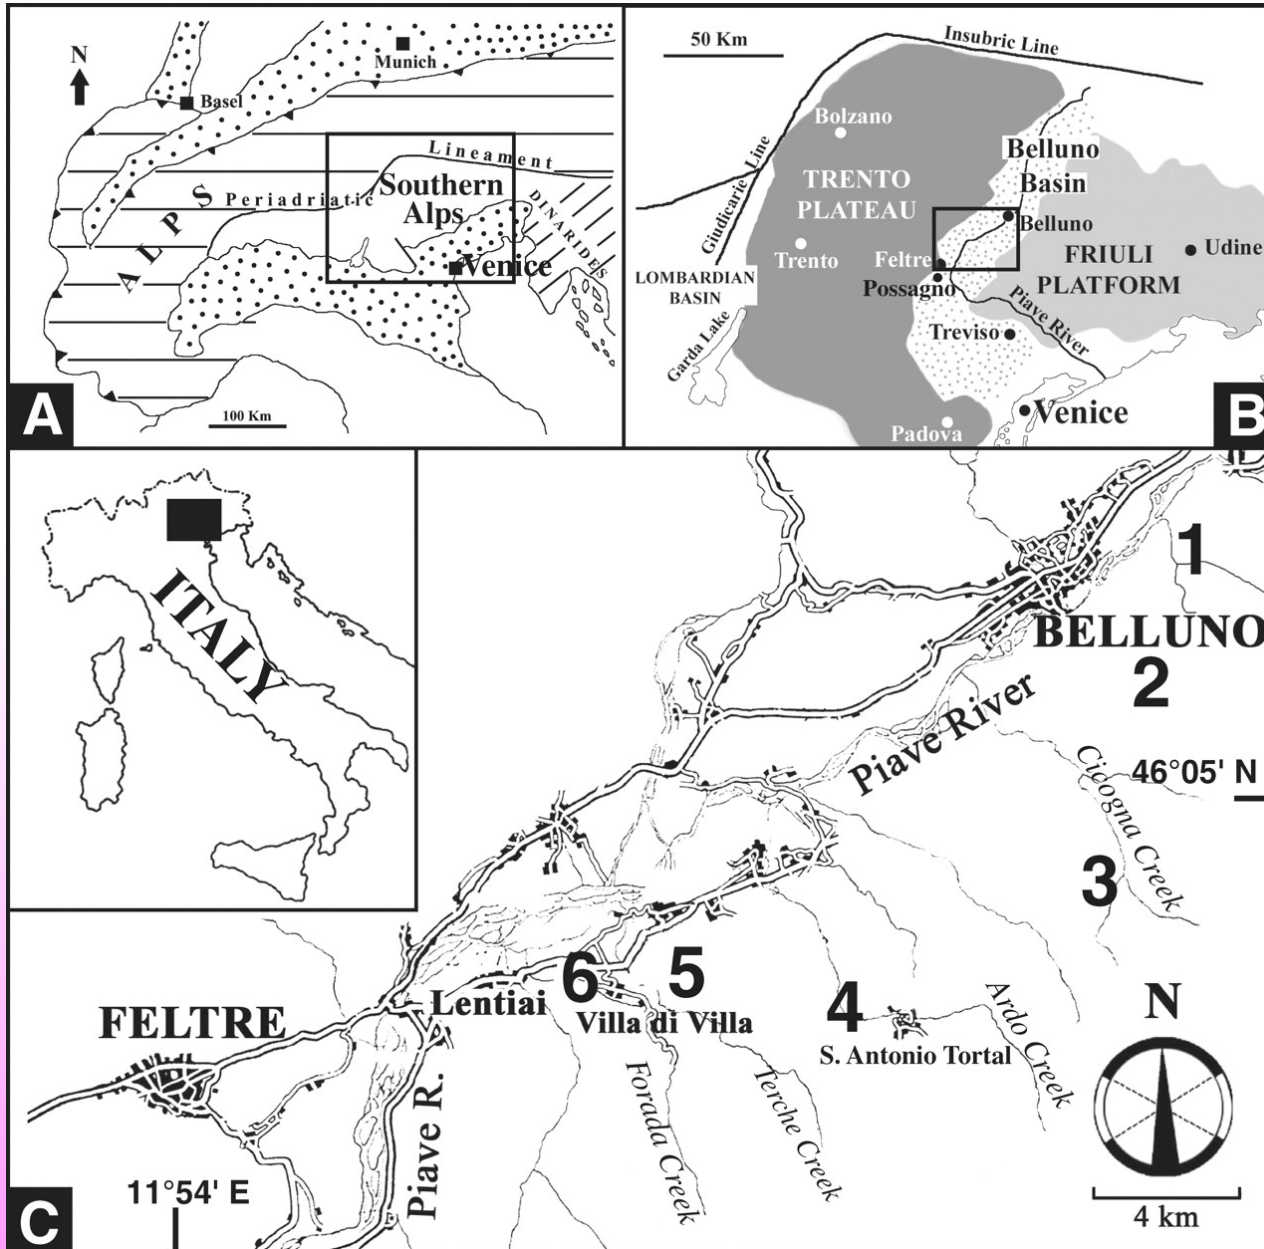 N
Munich
Basel
Lineament
Periadriatic
Southern
Alps
ALPS
DINARIDES
Venice
100 Km
A
50 Km
Insubric Line
Bolzano
Giudicarie Line
TRENTO
PLATEAU
Belluno
Basin
Belluno
Trento
Feltre
Possagno
FRIULI
PLATFORM
Udine
LOMBARDIAN
BASIN
Piave River
Garda Lake
Treviso
Venice
Padova
B
ITALY
1
BELLUNO
2
Piave River
46°05' N
Cicogna Creek
3
6
5
4
Lentiai
Villa di Villa
FELTRE
S. Antonio Tortal
Ardo Creek
N
Forada Creek
Terche Creek
Piave R.
11°54' E
4 km
C